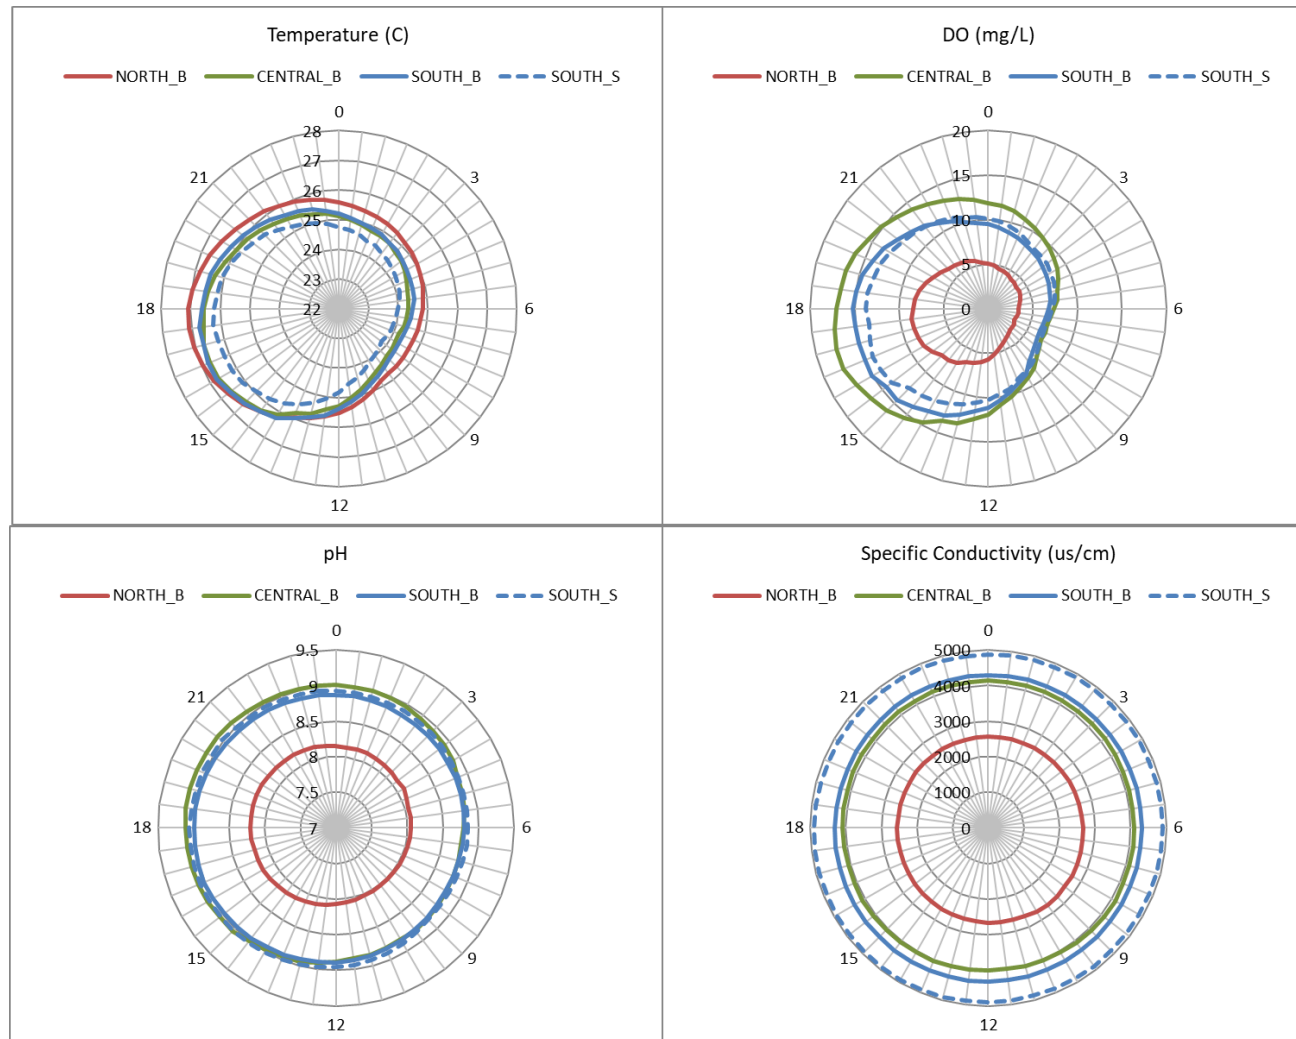 Temperature (C)
NORTH_B CENTRAL_B SOUTH_B SOUTH_S
0
28
27
21 3
26
25
24
23
18 22 6
15 9
12
DO (mg/L)
NORTH_B CENTRAL_B SOUTH_B SOUTH_S
0
20
21 15 3
10
5
18 0 6
15 9
12
pH
NORTH_B CENTRAL_B SOUTH_B SOUTH_S
0
9.5
21 9 3
8.5
8
7.5
18 7 6
15 9
12
Specific Conductivity (us/cm)
NORTH_B CENTRAL_B SOUTH_B SOUTH_S
0
5000
21 4000 3
3000
2000
1000
18 0 6
15 9
12